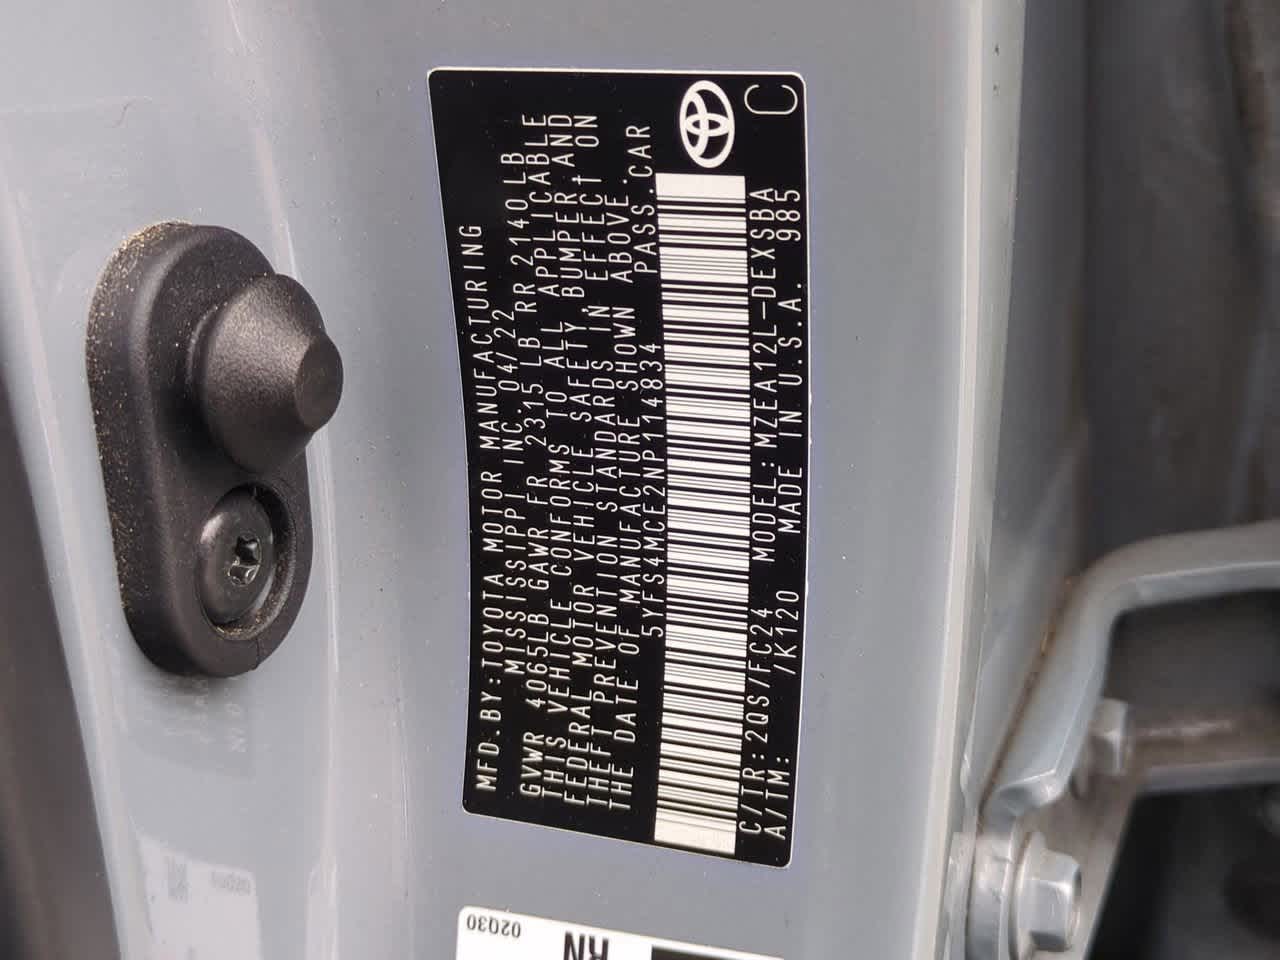 MFD.BY:TOYOTA MOTOR MANUFACTURING
MISSISSIPPI INC. 04/22
GVWR 4065LB GAWR FR 2315 LB RR 2140 LB
THIS VEHICLE CONFORMS TO ALL APPLICABLE
FEDERAL MOTOR VEHICLE SAFETY, BUMPER, AND
THEFT PREVENTION STANDARDS IN EFFECT ON
THE DATE OF MANUFACTURE SHOWN ABOVE.
5YFS4MCE2NP114834 PASS.CAR
C/TR:2QS/FC24 MODEL:MZEA12L-DEXSBA
A/TM: /K120 MADE IN U.S.A. 985
C
02Q30
RN